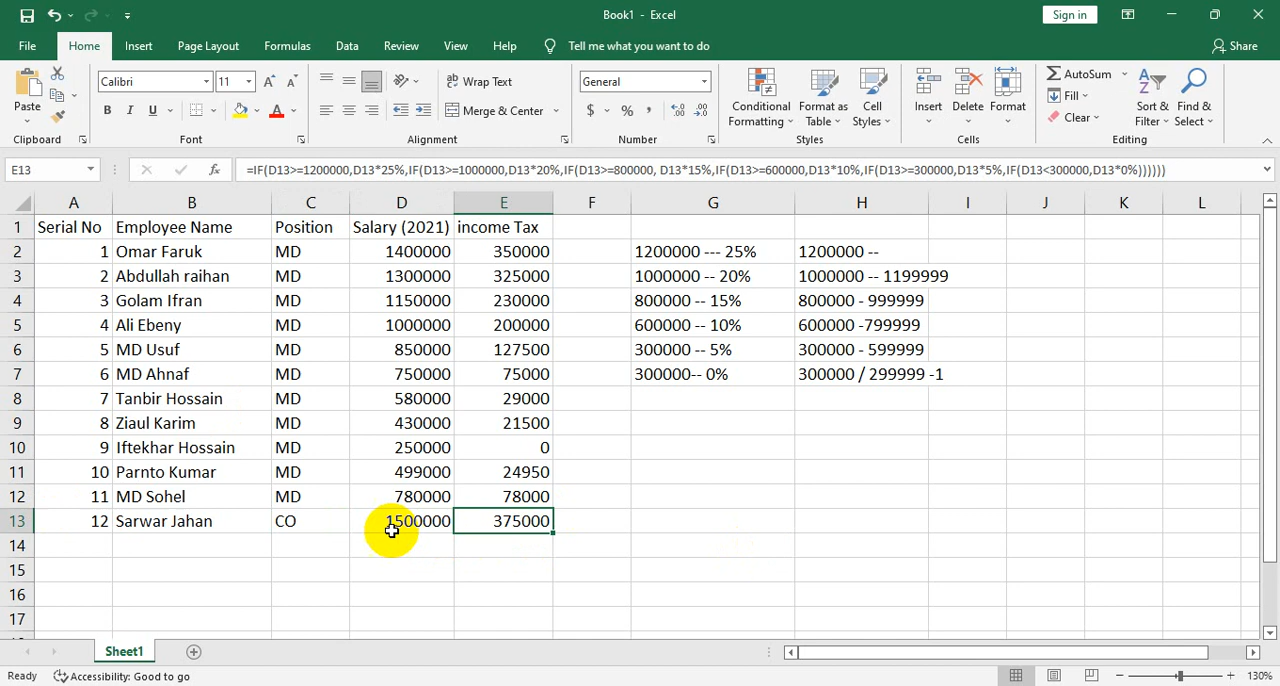 Book1 - Excel
Sign in
File Home Insert Page Layout Formulas Data Review View Help Tell me what you want to do Share
Paste
Clipboard
Calibri 11
B I U
Font
Wrap Text
Merge & Center
Alignment
General
$ % ,
Number
Conditional Formatting
Format as Table
Cell Styles
Styles
Insert Delete Format
Cells
AutoSum
Fill
Clear
Sort & Filter
Find & Select
Editing
E13 fx =IF(D13>=1200000,D13*25%,IF(D13>=1000000,D13*20%,IF(D13>=800000, D13*15%,IF(D13>=600000,D13*10%,IF(D13>=300000,D13*5%,IF(D13<300000,D13*0%))))))
A B C D E F G H I J K L
1 Serial No Employee Name Position Salary (2021) income Tax
2 1 Omar Faruk MD 1400000 350000 1200000 --- 25% 1200000 --
3 2 Abdullah raihan MD 1300000 325000 1000000 -- 20% 1000000 -- 1199999
4 3 Golam Ifran MD 1150000 230000 800000 -- 15% 800000 - 999999
5 4 Ali Ebeny MD 1000000 200000 600000 -- 10% 600000 -799999
6 5 MD Usuf MD 850000 127500 300000 -- 5% 300000 - 599999
7 6 MD Ahnaf MD 750000 75000 300000-- 0% 300000 / 299999 -1
8 7 Tanbir Hossain MD 580000 29000
9 8 Ziaul Karim MD 430000 21500
10 9 Iftekhar Hossain MD 250000 0
11 10 Parnto Kumar MD 499000 24950
12 11 MD Sohel MD 780000 78000
13 12 Sarwar Jahan CO 1500000 375000
14
15
16
17
Sheet1
Ready Accessibility: Good to go 130%